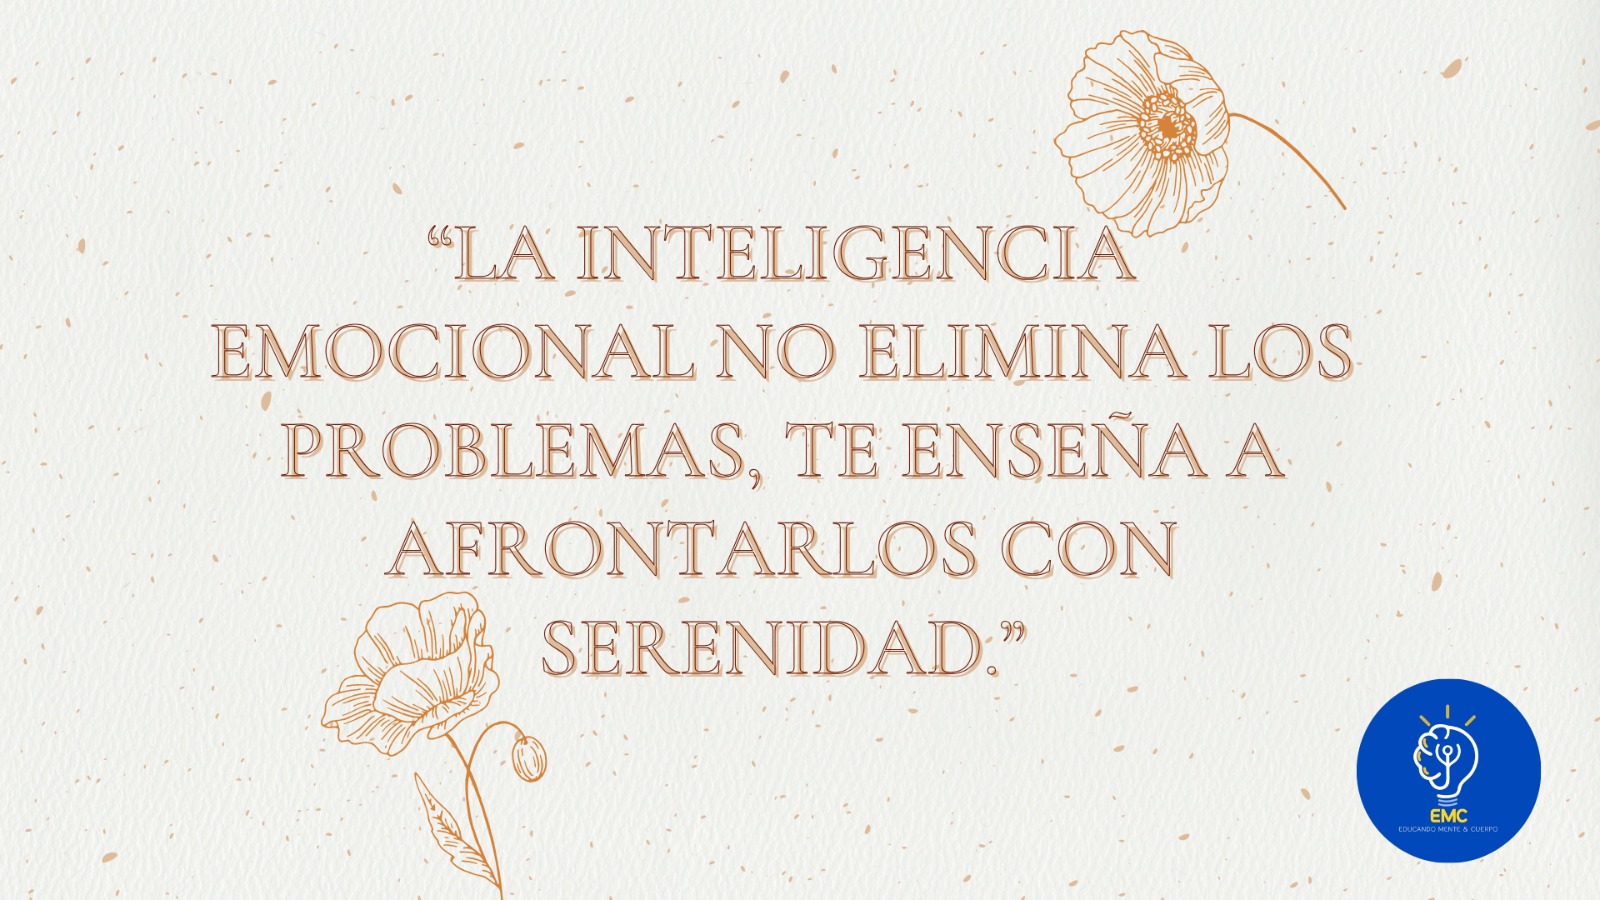 “LA INTELIGENCIA
EMOCIONAL NO ELIMINA LOS
PROBLEMAS, TE ENSEÑA A
AFRONTARLOS CON
SERENIDAD.”
EMC
EDUCANDO MENTE & CUERPO